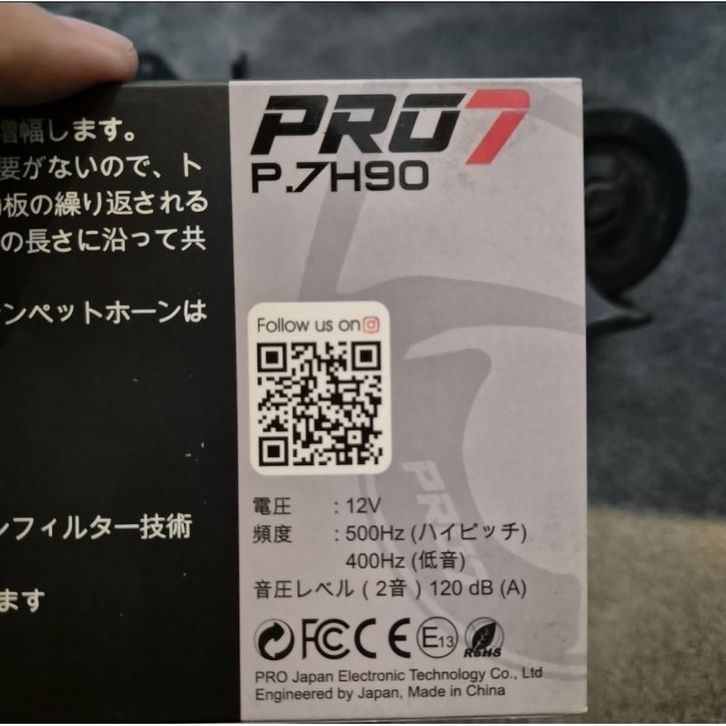 増幅します。
要がないので、ト
板の繰り返される
の長さに沿って共
ンペットホーンは
ンフィルター技術
ます
PRO7
P.7H90
Follow us on
電圧 : 12V
頻度 : 500Hz (ハイピッチ)
400Hz (低音)
音圧レベル ( 2音 ) 120 dB (A)
FC CE E13 RoHS
PRO Japan Electronic Technology Co., Ltd
Engineered by Japan, Made in China
PRO